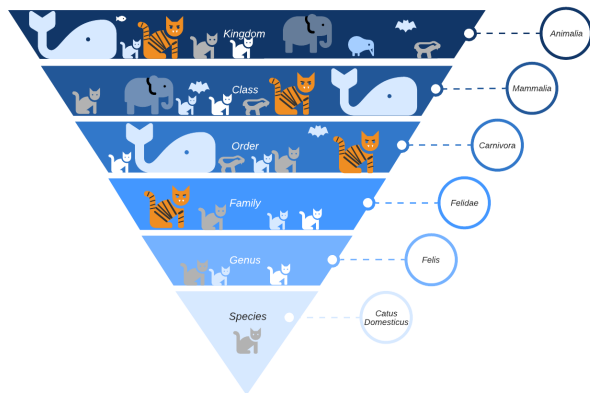 Kingdom
Animalia
Class
Mammalia
Order
Carnivora
Family
Felidae
Genus
Felis
Species
Catus
Domesticus